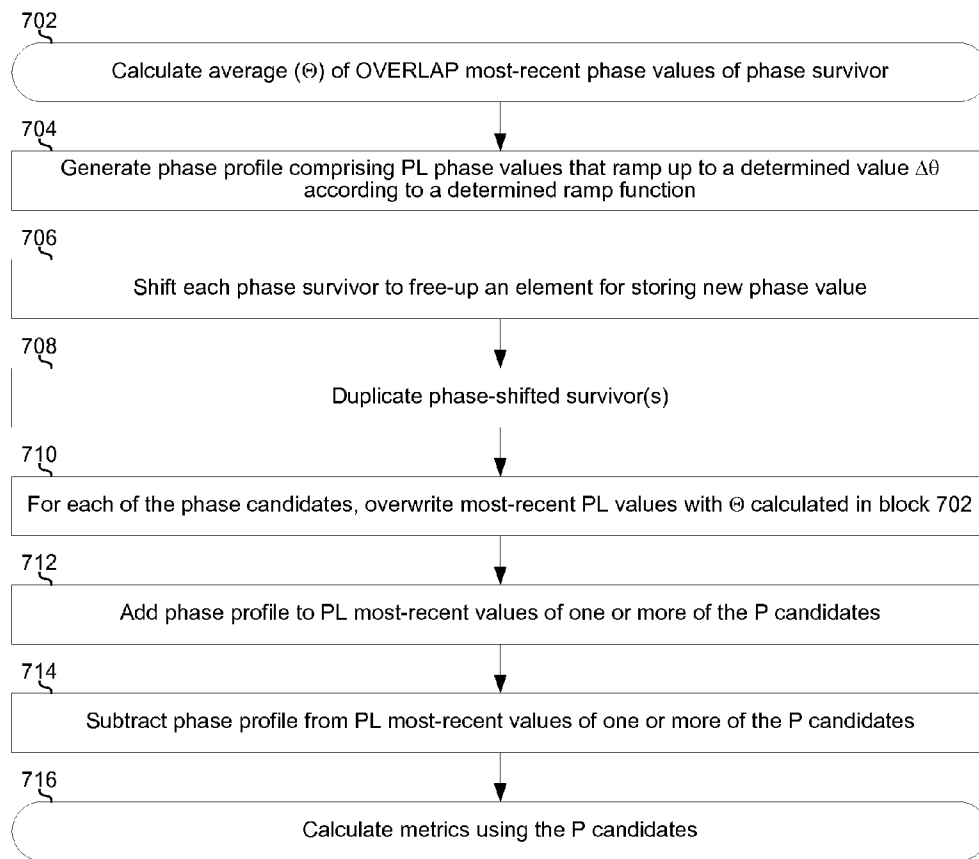 702
Calculate average (Θ) of OVERLAP most-recent phase values of phase survivor
704
Generate phase profile comprising PL phase values that ramp up to a determined value Δθ
according to a determined ramp function
706
Shift each phase survivor to free-up an element for storing new phase value
708
Duplicate phase-shifted survivor(s)
710
For each of the phase candidates, overwrite most-recent PL values with Θ calculated in block 702
712
Add phase profile to PL most-recent values of one or more of the P candidates
714
Subtract phase profile from PL most-recent values of one or more of the P candidates
716
Calculate metrics using the P candidates